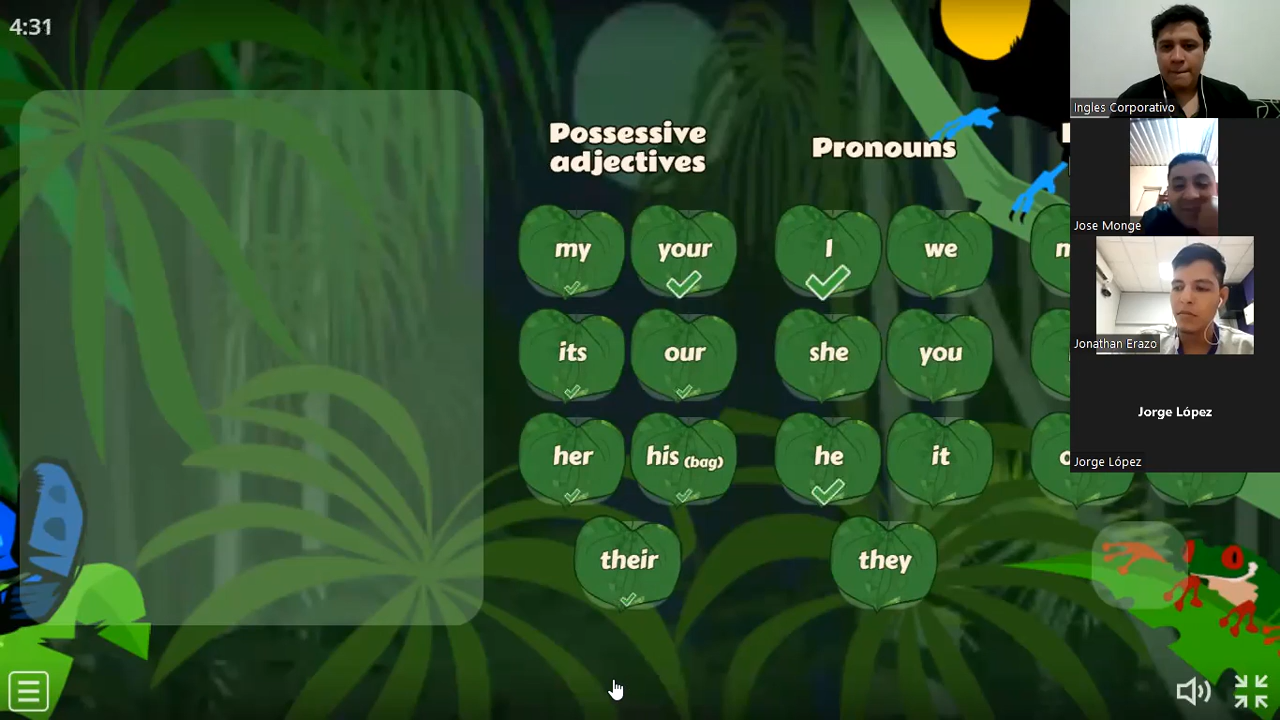 4:31
Possessive
adjectives
Pronouns
my
your
I
we
its
our
she
you
her
his (bag)
he
it
their
they
Ingles Corporativo
Jose Monge
Jonathan Erazo
Jorge López
Jorge López